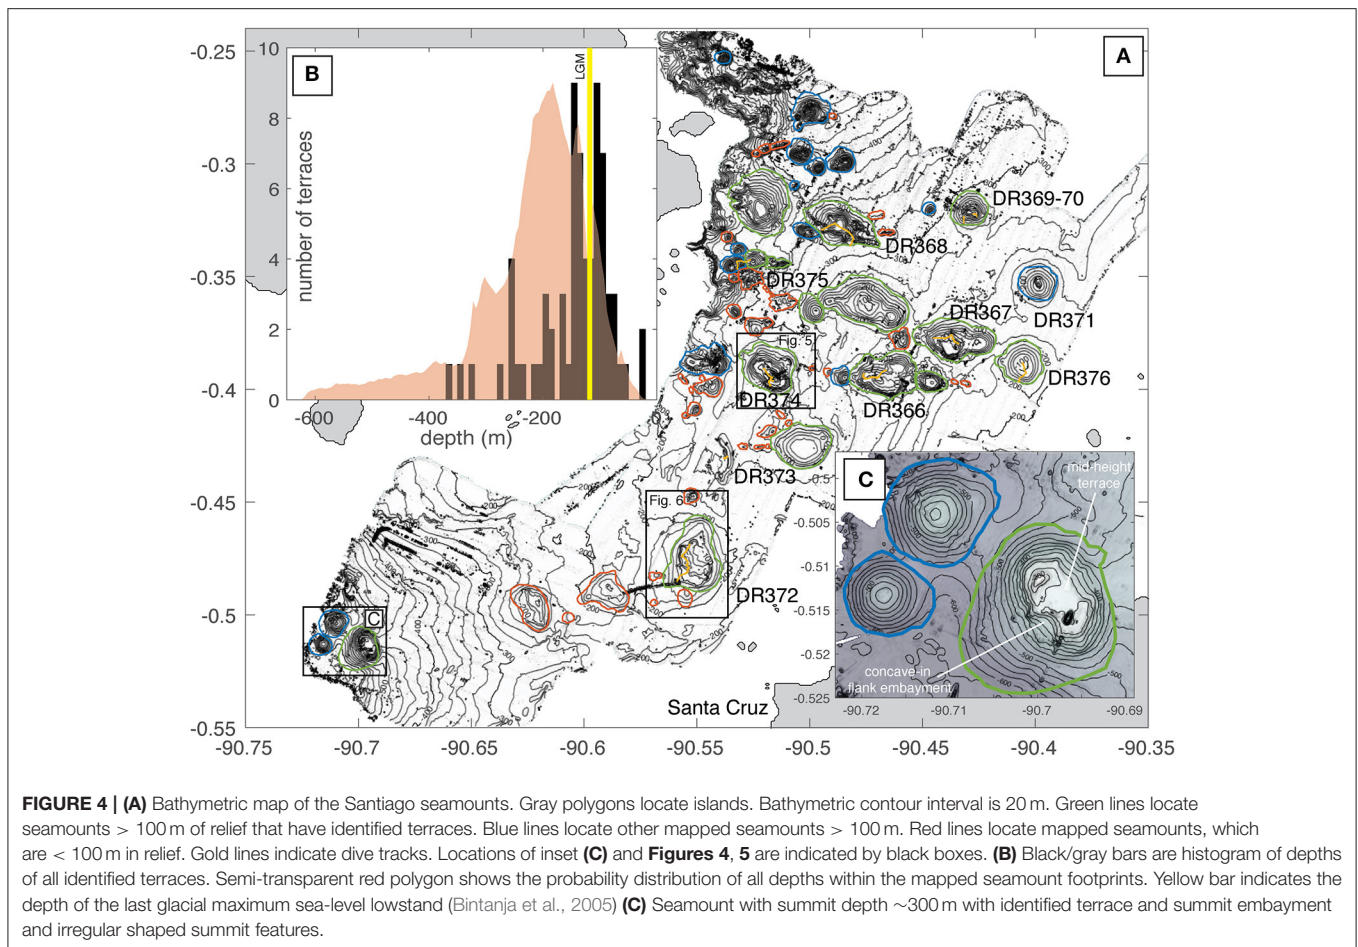 -0.25
-0.3
-0.35
-0.4
-0.45
-0.5
-0.55
-90.75
-90.7
-90.65
-90.6
-90.55
-90.5
-90.45
-90.4
-90.35
A
B
10
8
6
4
2
0
number of terraces
LGM
-600
-400
-200
0
depth (m)
DR369-70
DR368
DR375
DR371
DR367
Fig. 5
DR376
DR374
DR366
DR373
Fig. 6
DR372
C
Santa Cruz
C
mid-height
terrace
concave-in
flank embayment
-0.505
-0.51
-0.515
-0.52
-0.525
-90.72
-90.71
-90.7
-90.69
FIGURE 4 | (A) Bathymetric map of the Santiago seamounts. Gray polygons locate islands. Bathymetric contour interval is 20 m. Green lines locate
seamounts > 100 m of relief that have identified terraces. Blue lines locate other mapped seamounts > 100 m. Red lines locate mapped seamounts, which
are < 100 m in relief. Gold lines indicate dive tracks. Locations of inset (C) and Figures 4, 5 are indicated by black boxes. (B) Black/gray bars are histogram of depths
of all identified terraces. Semi-transparent red polygon shows the probability distribution of all depths within the mapped seamount footprints. Yellow bar indicates the
depth of the last glacial maximum sea-level lowstand (Bintanja et al., 2005) (C) Seamount with summit depth ∼300 m with identified terrace and summit embayment
and irregular shaped summit features.